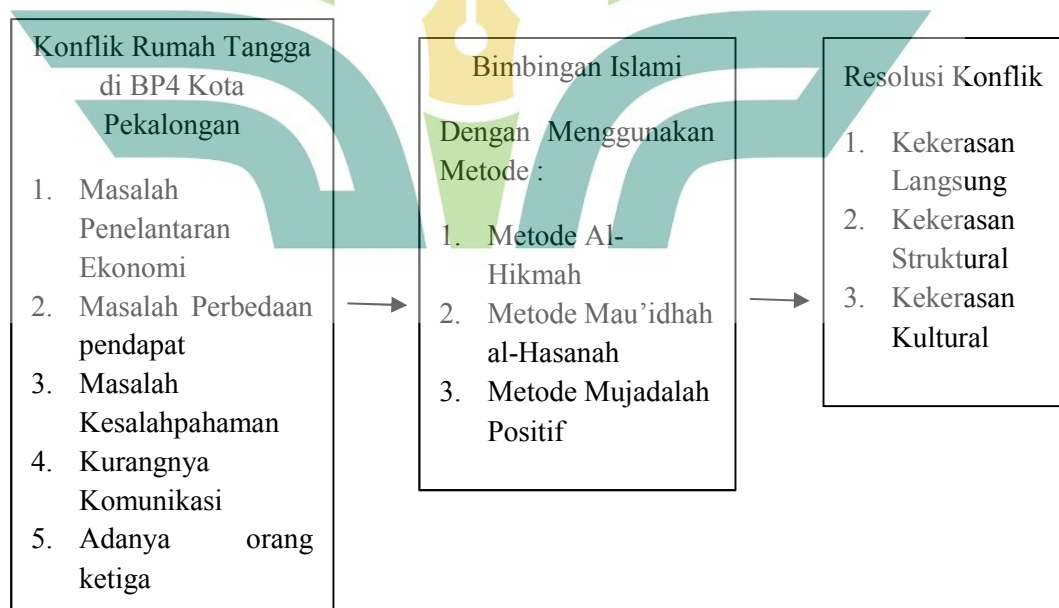 Konflik Rumah Tangga
di BP4 Kota
Pekalongan
1. Masalah
Penelantaran
Ekonomi
2. Masalah Perbedaan
pendapat
3. Masalah
Kesalahpahaman
4. Kurangnya
Komunikasi
5. Adanya orang
ketiga
Bimbingan Islami
Dengan Menggunakan
Metode :
1. Metode Al-
Hikmah
2. Metode Mau’idhah
al-Hasanah
3. Metode Mujadalah
Positif
Resolusi Konflik
1. Kekerasan
Langsung
2. Kekerasan
Struktural
3. Kekerasan
Kultural